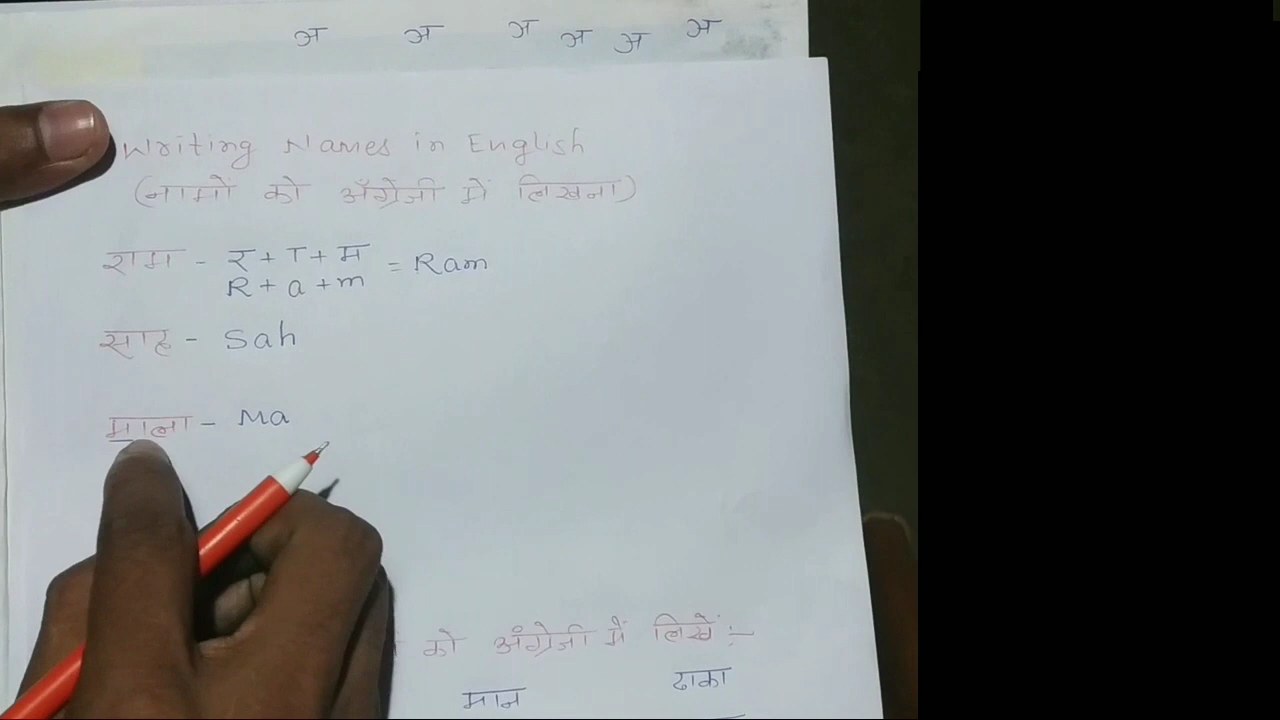 अ अ अ अ अ अ
Writing Names in English
(नामों को अँग्रेजी में लिखना)
राम - र + ा + म
R + a + m = Ram
साह - Sah
माला - Ma
को अंग्रेजी में लिखें :-
मान ढाका